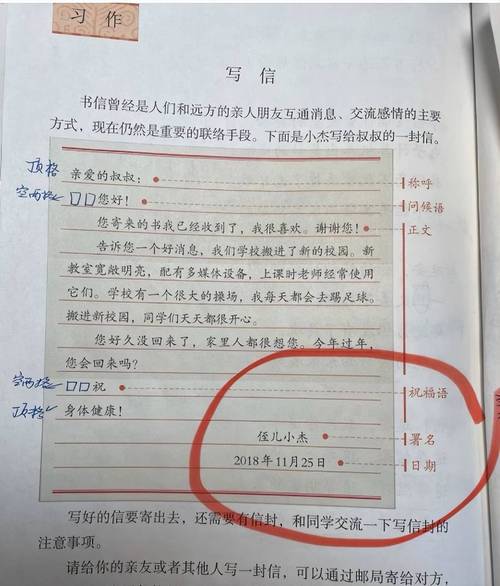 习作
写信
书信曾经是人们和远方的亲人朋友互通消息、交流感情的主要
方式，现在仍然是重要的联络手段。下面是小杰写给叔叔的一封信。
顶格 亲爱的叔叔： 称呼
空两格 □□您好！ 问候语
您寄来的书我已经收到了，我很喜欢。谢谢您！ 正文
告诉您一个好消息，我们学校搬进了新的校园。新
教室宽敞明亮，配有多媒体设备，上课时老师经常使用
它们。学校有一个很大的操场，我每天都会去踢足球。
搬进新校园，同学们天天都很开心。
您好久没回来了，家里人都很想您。今年过年，
您会回来吗？
空两格 □□祝 祝福语
顶格 身体健康！
侄儿小杰 署名
2018年11月25日 日期
写好的信要寄出去，还需要有信封，和同学交流一下写信封的
注意事项。
请给你的亲友或者其他人写一封信，可以通过邮局寄给对方，